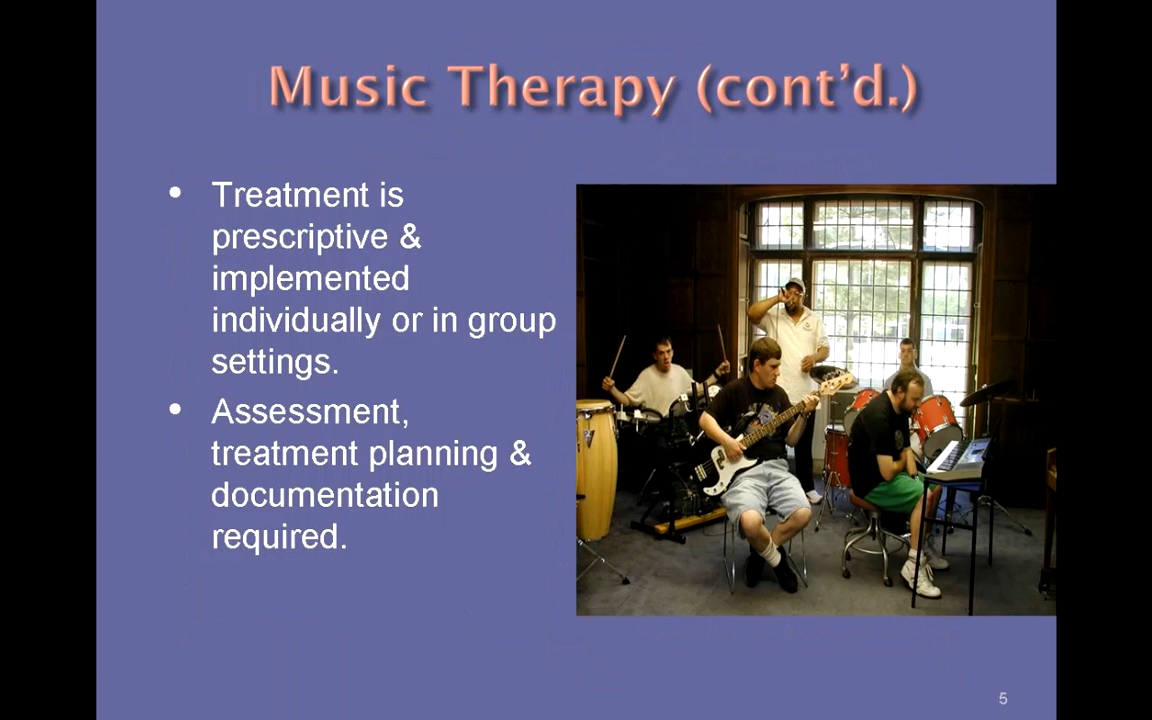 Music Therapy (cont’d.)
• Treatment is
prescriptive &
implemented
individually or in group
settings.
• Assessment,
treatment planning &
documentation
required.
5